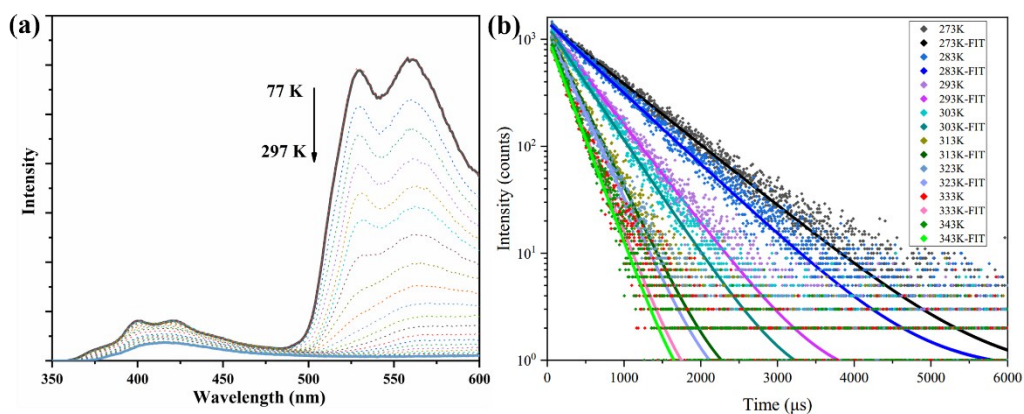 (a)
Intensity
77 K
297 K
350
400
450
500
550
600
Wavelength (nm)
(b)
Intensity (counts)
10³
10²
10¹
10⁰
273K
273K-FIT
283K
283K-FIT
293K
293K-FIT
303K
303K-FIT
313K
313K-FIT
323K
323K-FIT
333K
333K-FIT
343K
343K-FIT
0
1000
2000
3000
4000
5000
6000
Time (μs)